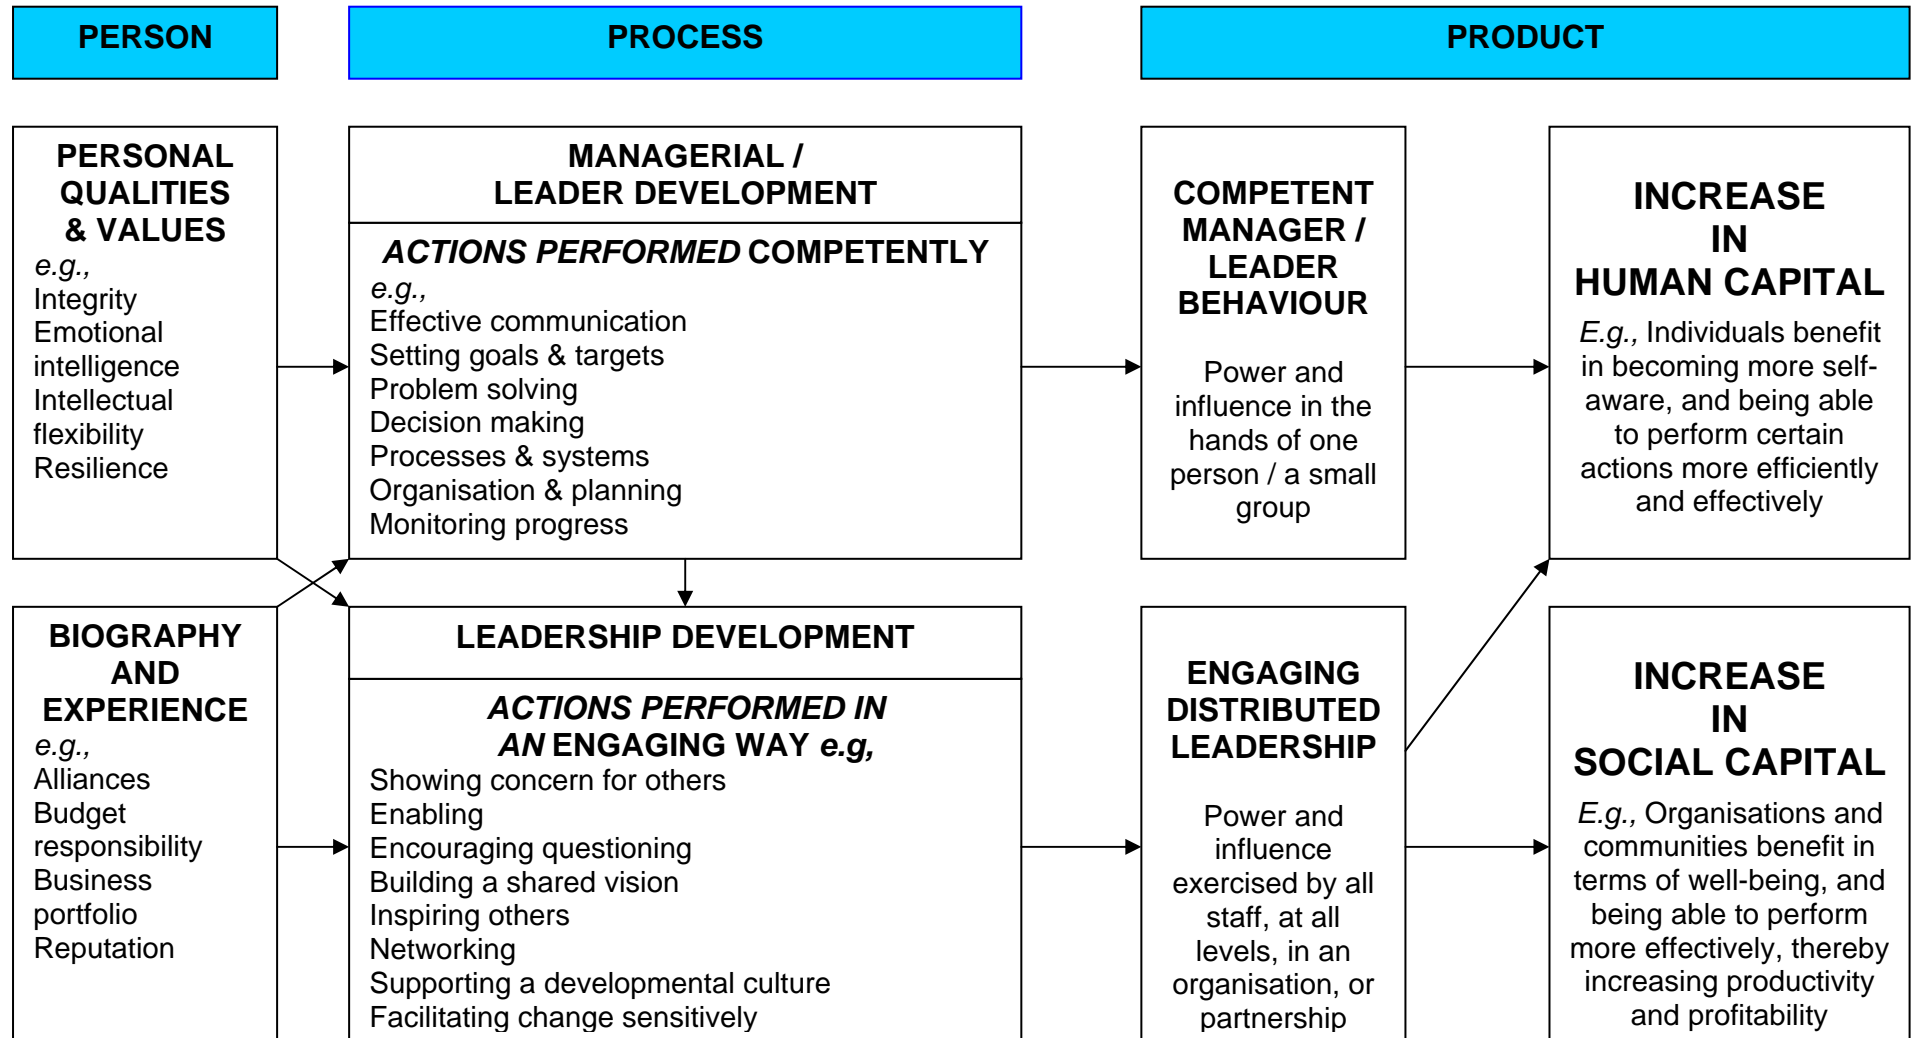 PERSON
PROCESS
PRODUCT
PERSONAL
QUALITIES
& VALUES
e.g.,
Integrity
Emotional
intelligence
Intellectual
flexibility
Resilience
MANAGERIAL /
LEADER DEVELOPMENT
ACTIONS PERFORMED COMPETENTLY
e.g.,
Effective communication
Setting goals & targets
Problem solving
Decision making
Processes & systems
Organisation & planning
Monitoring progress
COMPETENT
MANAGER /
LEADER
BEHAVIOUR
Power and
influence in the
hands of one
person / a small
group
INCREASE
IN
HUMAN CAPITAL
E.g., Individuals benefit
in becoming more self-
aware, and being able
to perform certain
actions more efficiently
and effectively
BIOGRAPHY
AND
EXPERIENCE
e.g.,
Alliances
Budget
responsibility
Business
portfolio
Reputation
LEADERSHIP DEVELOPMENT
ACTIONS PERFORMED IN
AN ENGAGING WAY e.g,
Showing concern for others
Enabling
Encouraging questioning
Building a shared vision
Inspiring others
Networking
Supporting a developmental culture
Facilitating change sensitively
ENGAGING
DISTRIBUTED
LEADERSHIP
Power and
influence
exercised by all
staff, at all
levels, in an
organisation, or
partnership
INCREASE
IN
SOCIAL CAPITAL
E.g., Organisations and
communities benefit in
terms of well-being, and
being able to perform
more effectively, thereby
increasing productivity
and profitability